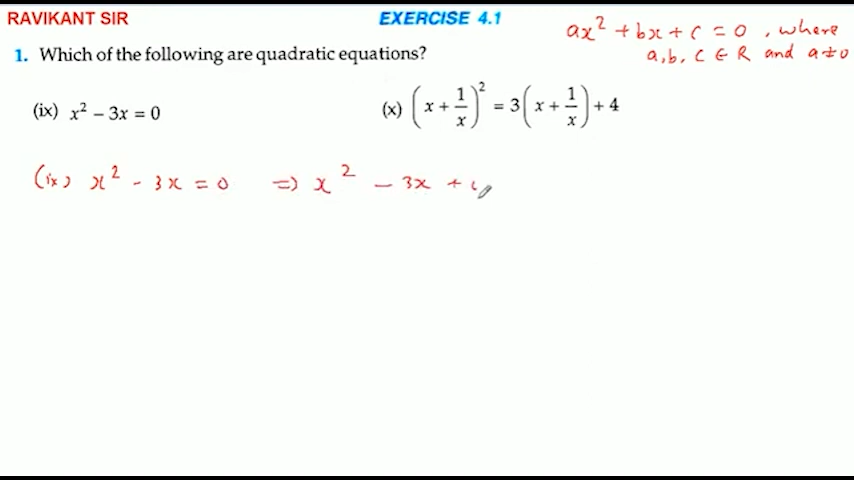 RAVIKANT SIR EXERCISE 4.1
ax² + bx + c = 0, where
a, b, c ∈ R and a ≠ 0
1. Which of the following are quadratic equations?
(ix) x² – 3x = 0 (x) (x + 1/x)² = 3(x + 1/x) + 4
(ix) x² - 3x = 0 ⇒ x² - 3x +